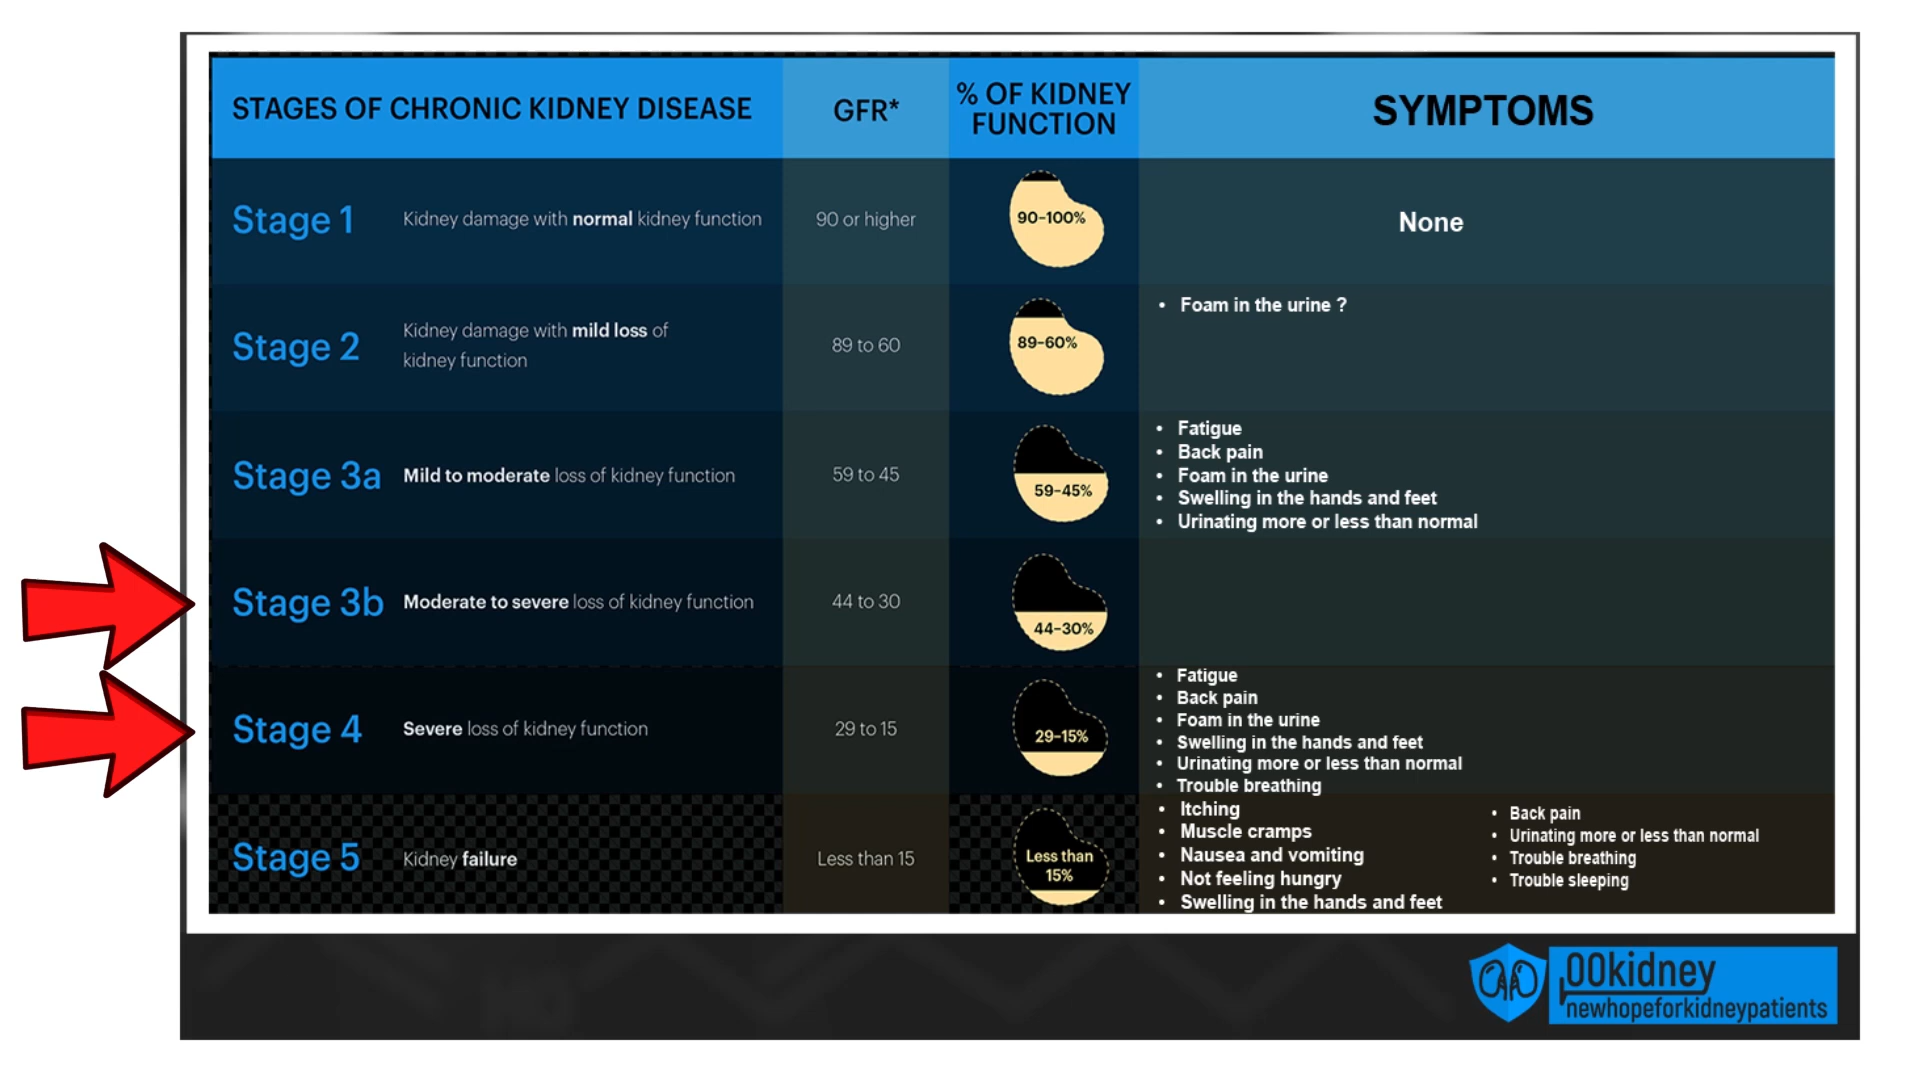 STAGES OF CHRONIC KIDNEY DISEASE
GFR*
% OF KIDNEY
FUNCTION
SYMPTOMS
Stage 1
Kidney damage with normal kidney function
90 or higher
90-100%
None
Stage 2
Kidney damage with mild loss of
kidney function
89 to 60
89-60%
• Foam in the urine ?
Stage 3a
Mild to moderate loss of kidney function
59 to 45
59-45%
• Fatigue
• Back pain
• Foam in the urine
• Swelling in the hands and feet
• Urinating more or less than normal
Stage 3b
Moderate to severe loss of kidney function
44 to 30
44-30%
Stage 4
Severe loss of kidney function
29 to 15
29-15%
• Fatigue
• Back pain
• Foam in the urine
• Swelling in the hands and feet
• Urinating more or less than normal
• Trouble breathing
Stage 5
Kidney failure
Less than 15
Less than
15%
• Itching
• Muscle cramps
• Nausea and vomiting
• Not feeling hungry
• Swelling in the hands and feet
• Back pain
• Urinating more or less than normal
• Trouble breathing
• Trouble sleeping
00kidney
newhopeforkidneypatients